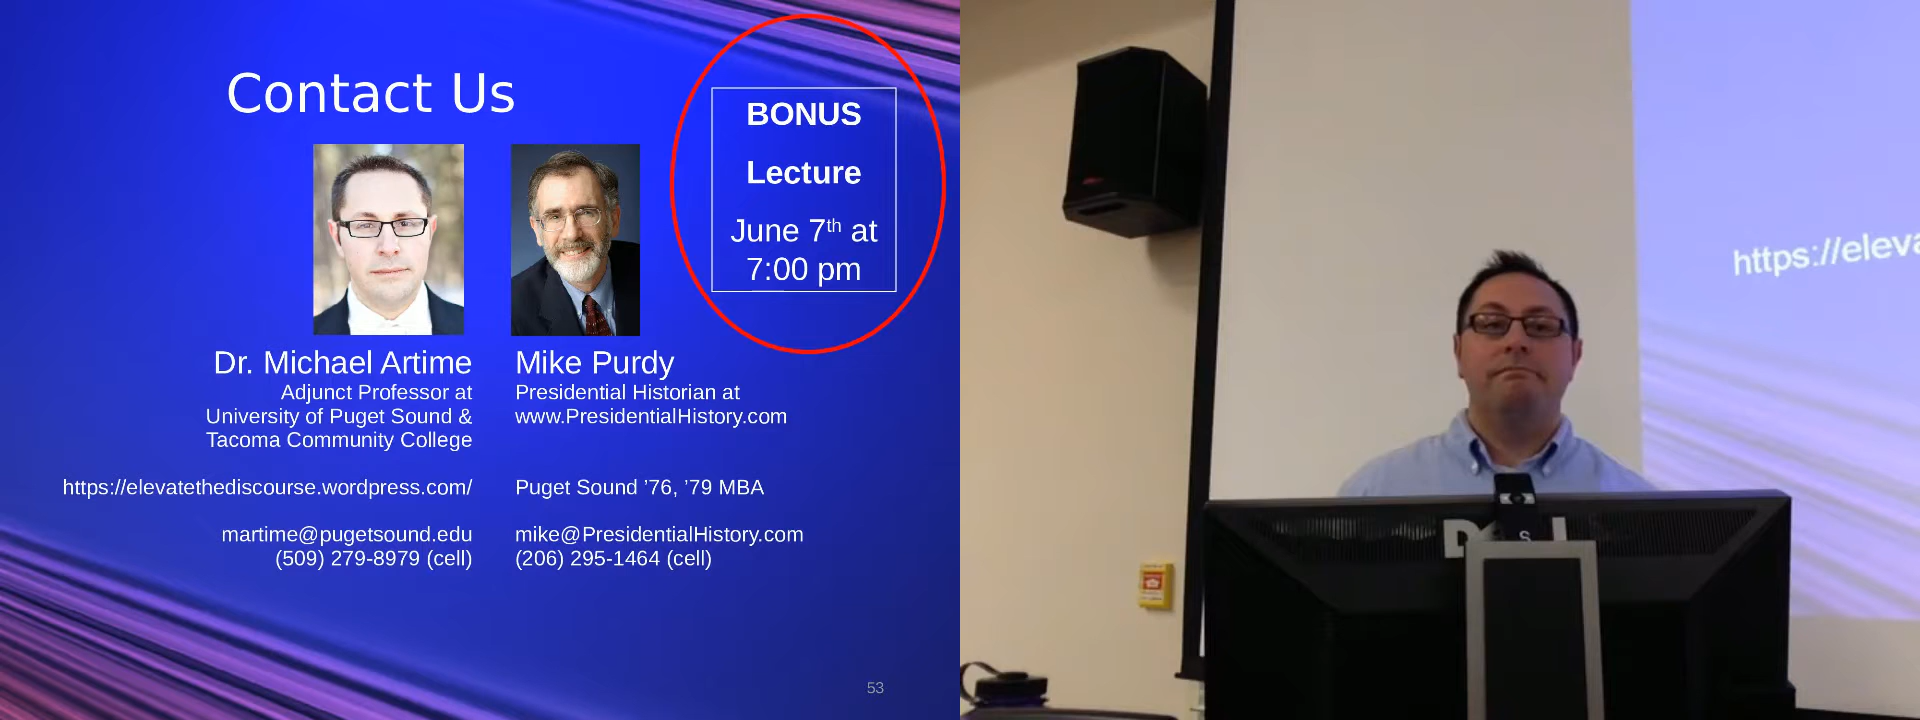 Contact Us
BONUS
Lecture
June 7th at
7:00 pm
Dr. Michael Artime
Adjunct Professor at
University of Puget Sound &
Tacoma Community College
https://elevatethediscourse.wordpress.com/
martime@pugetsound.edu
(509) 279-8979 (cell)
Mike Purdy
Presidential Historian at
www.PresidentialHistory.com
Puget Sound ’76, ’79 MBA
mike@PresidentialHistory.com
(206) 295-1464 (cell)
53
https://eleva